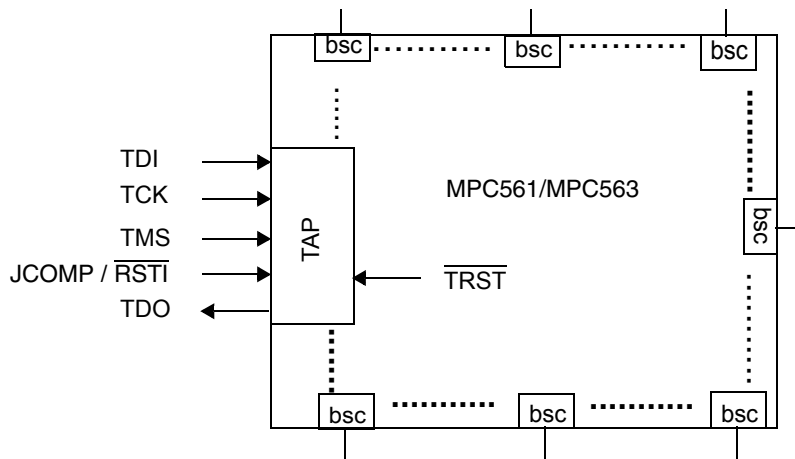 bsc bsc bsc
TDI
TCK
TMS
JCOMP / RSTI
TDO
TAP
MPC561/MPC563
TRST
bsc
bsc bsc bsc